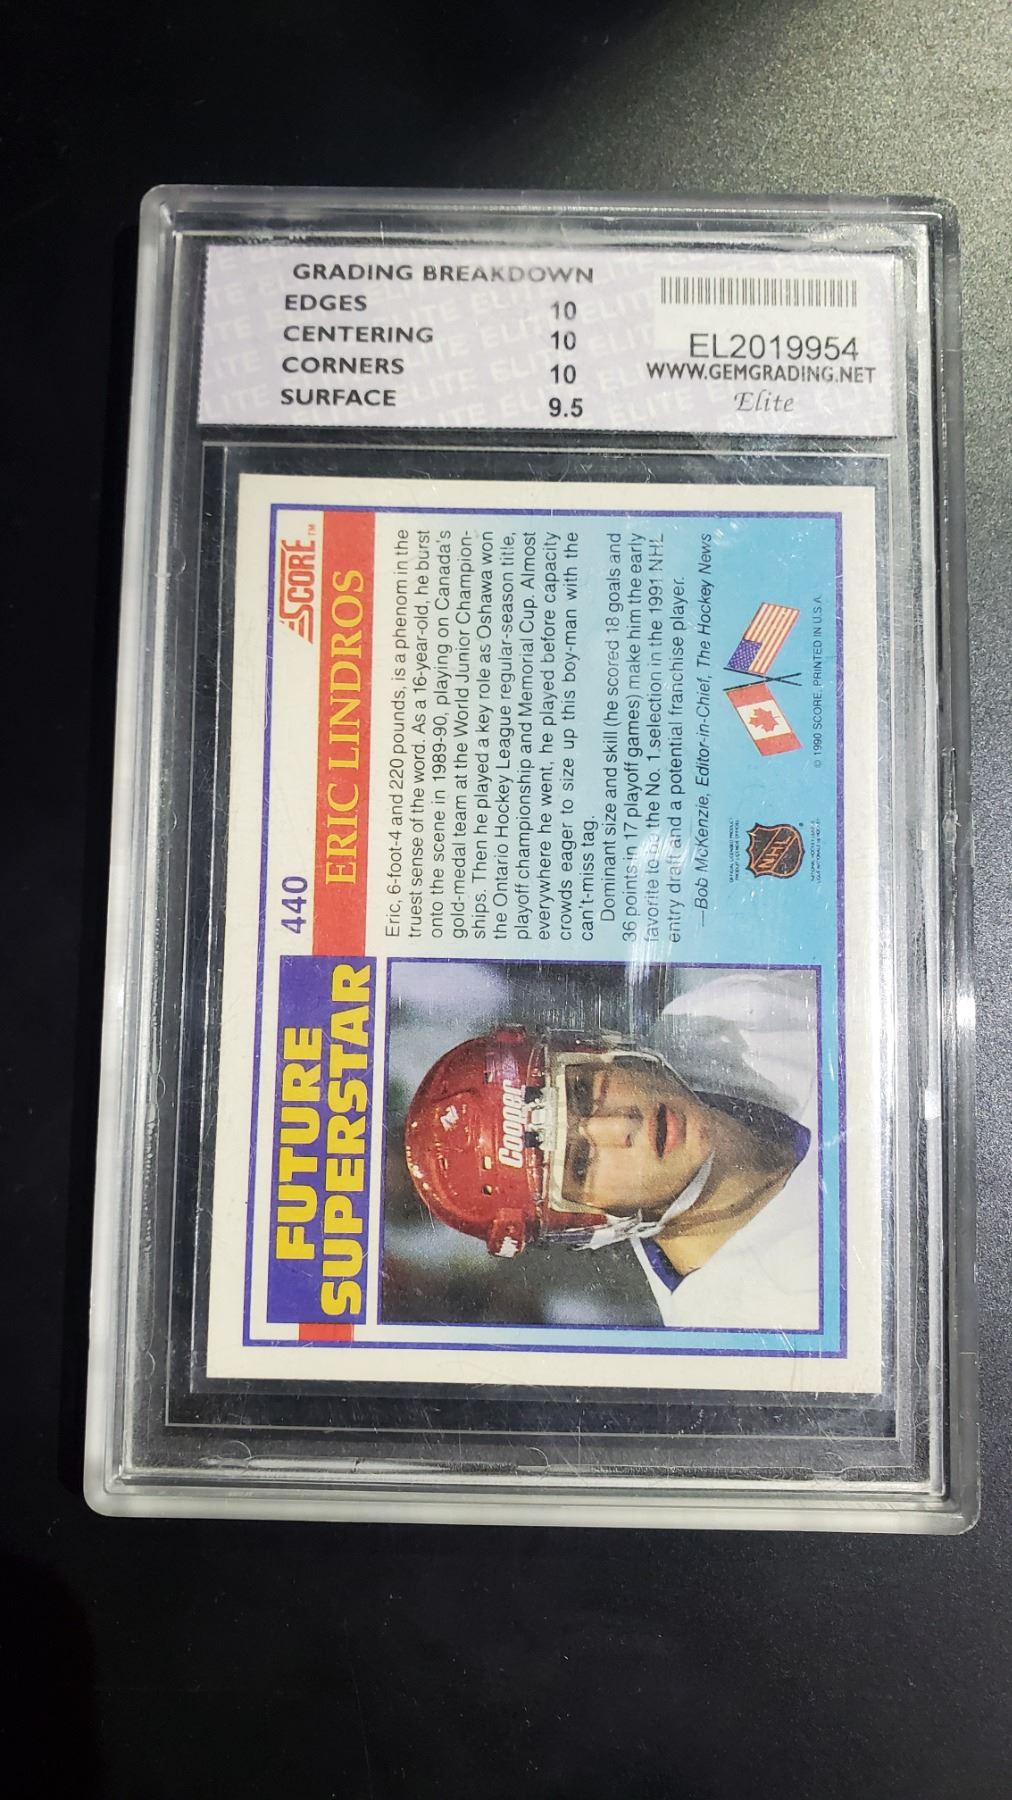 GRADING BREAKDOWN
EDGES 10
CENTERING 10
CORNERS 10
SURFACE 9.5
EL2019954
WWW.GEMGRADING.NET
Elite
FUTURE
SUPERSTAR
440
SCORE™
ERIC LINDROS
Eric, 6-foot-4 and 220 pounds, is a phenom in the
truest sense of the word. As a 16-year-old, he burst
onto the scene in 1989-90, playing on Canada's
gold-medal team at the World Junior Champion-
ships. Then he played a key role as Oshawa won
the Ontario Hockey League regular-season title,
playoff championship and Memorial Cup. Almost
everywhere he went, he played before capacity
crowds eager to size up this boy-man with the
can't-miss tag.
Dominant size and skill (he scored 18 goals and
36 points in 17 playoff games) make him the early
favorite to be the No. 1 selection in the 1991 NHL
entry draft and a potential franchise player.
—Bob McKenzie, Editor-in-Chief, The Hockey News
Cooper
NHL
© 1990 SCORE, PRINTED IN U.S.A.